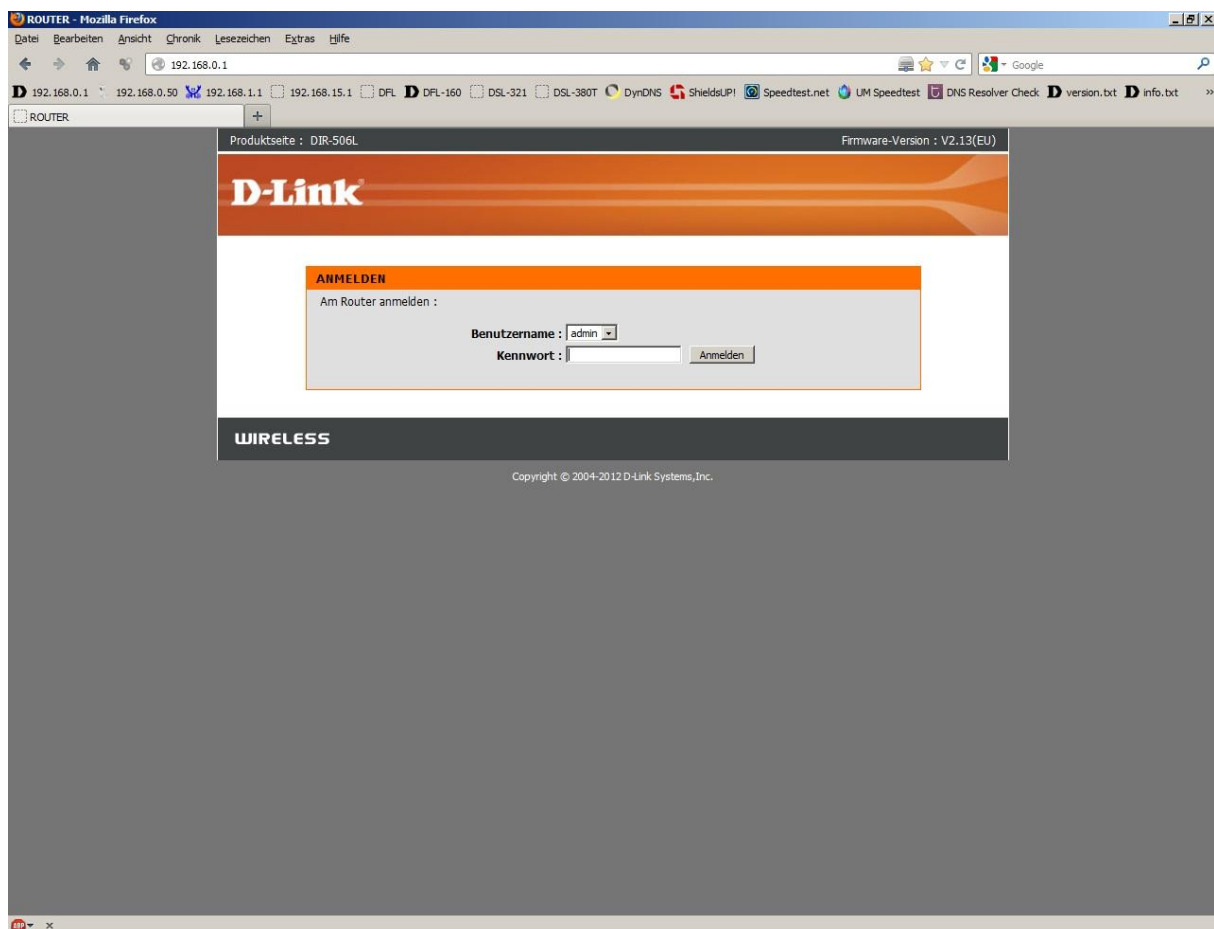 ROUTER - Mozilla Firefox
Datei Bearbeiten Ansicht Chronik Lesezeichen Extras Hilfe
192.168.0.1 Google
D 192.168.0.1 192.168.0.50 192.168.1.1 192.168.15.1 DFL D DFL-160 DSL-321 DSL-380T DynDNS ShieldsUP! Speedtest.net UM Speedtest DNS Resolver Check D version.txt D info.txt »
ROUTER +
Produktseite : DIR-506L Firmware-Version : V2.13(EU)
D-Link
ANMELDEN
Am Router anmelden :
Benutzername : admin
Kennwort : Anmelden
WIRELESS
Copyright © 2004-2012 D-Link Systems,Inc.
ABP x